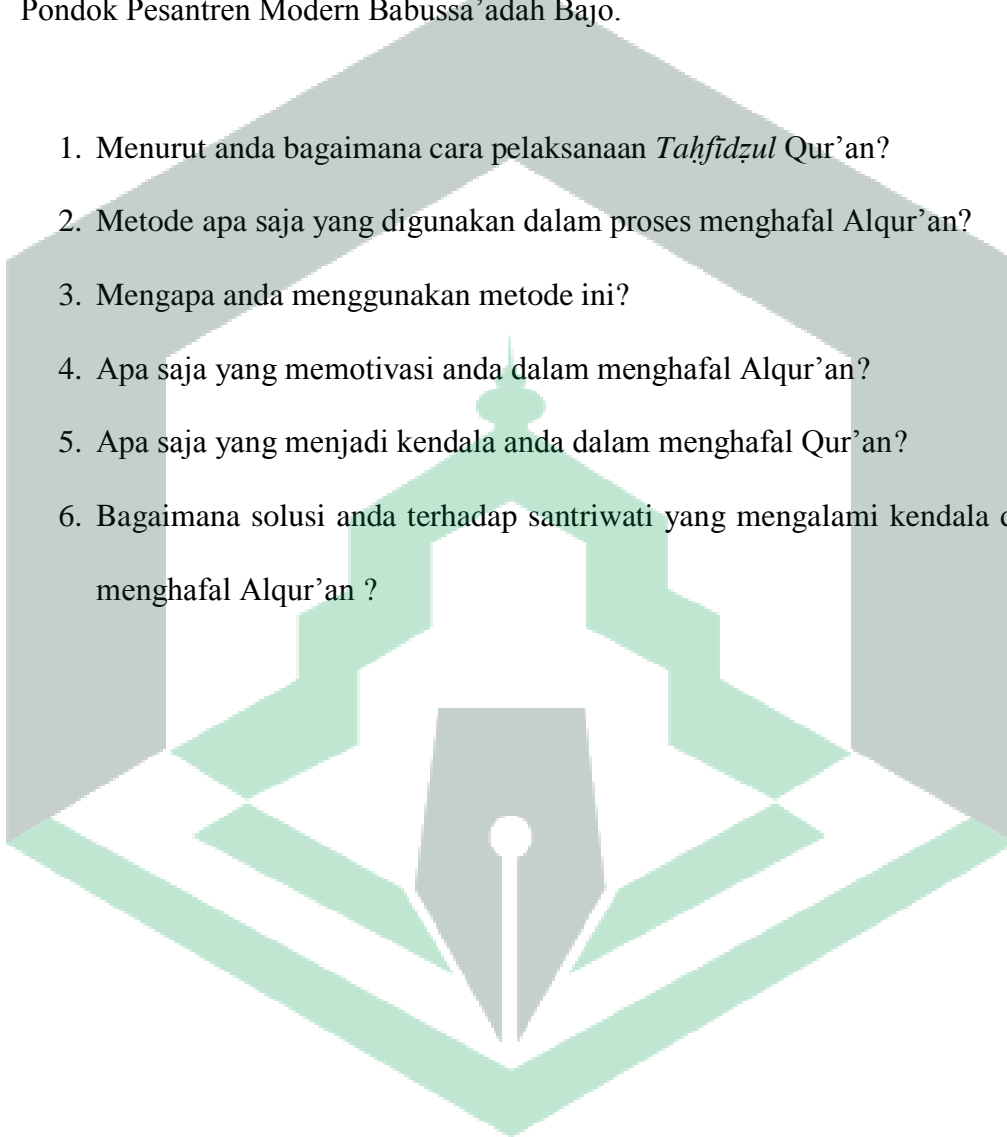 Pondok Pesantren Modern Babussa’adah Bajo.
1. Menurut anda bagaimana cara pelaksanaan Taḥfīdẓul Qur’an?
2. Metode apa saja yang digunakan dalam proses menghafal Alqur’an?
3. Mengapa anda menggunakan metode ini?
4. Apa saja yang memotivasi anda dalam menghafal Alqur’an?
5. Apa saja yang menjadi kendala anda dalam menghafal Qur’an?
6. Bagaimana solusi anda terhadap santriwati yang mengalami kendala
menghafal Alqur’an ?